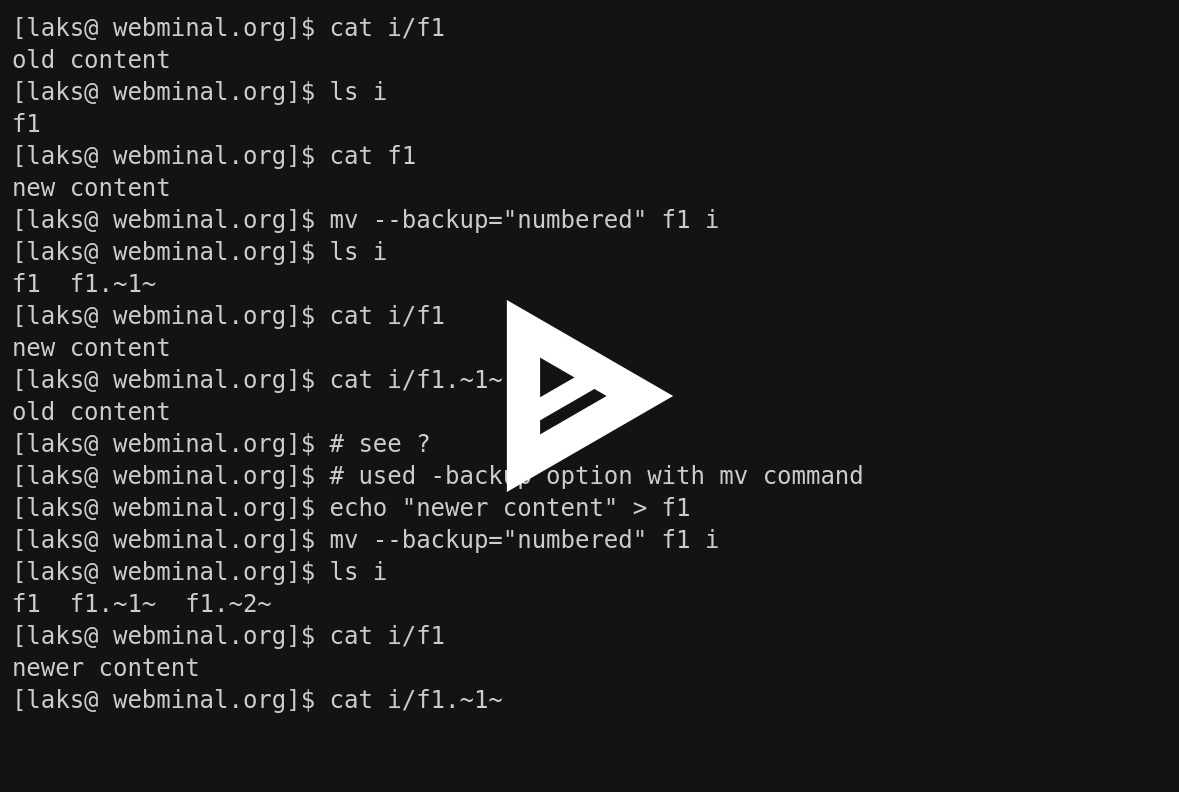 [laks@ webminal.org]$ cat i/f1
old content
[laks@ webminal.org]$ ls i
f1
[laks@ webminal.org]$ cat f1
new content
[laks@ webminal.org]$ mv --backup="numbered" f1 i
[laks@ webminal.org]$ ls i
f1  f1.~1~
[laks@ webminal.org]$ cat i/f1
new content
[laks@ webminal.org]$ cat i/f1.~1~
old content
[laks@ webminal.org]$ # see ?
[laks@ webminal.org]$ # used -backup option with mv command
[laks@ webminal.org]$ echo "newer content" > f1
[laks@ webminal.org]$ mv --backup="numbered" f1 i
[laks@ webminal.org]$ ls i
f1  f1.~1~  f1.~2~
[laks@ webminal.org]$ cat i/f1
newer content
[laks@ webminal.org]$ cat i/f1.~1~